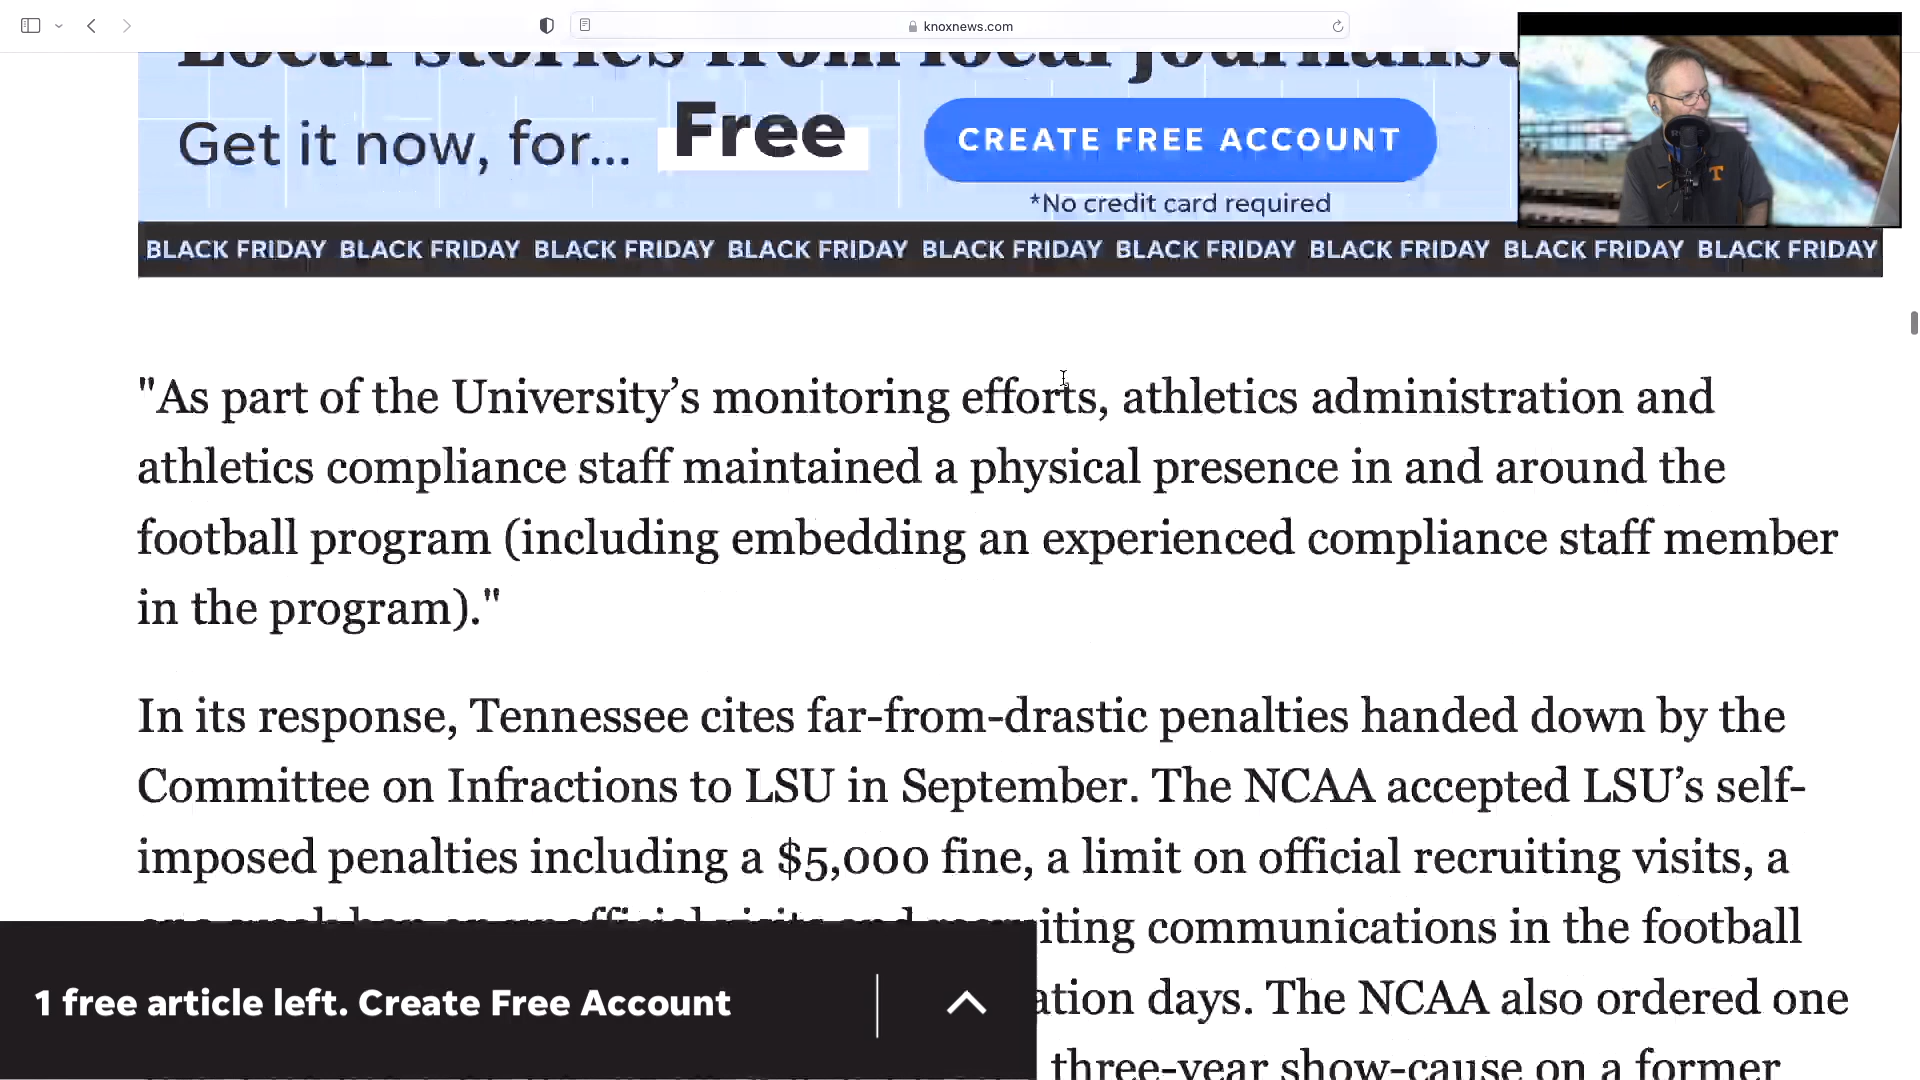 knoxnews.com
Local stories from local journalist
Get it now, for... Free
CREATE FREE ACCOUNT
*No credit card required
T
BLACK FRIDAY BLACK FRIDAY BLACK FRIDAY BLACK FRIDAY BLACK FRIDAY BLACK FRIDAY BLACK FRIDAY BLACK FRIDAY BLACK FRIDAY
"As part of the University’s monitoring efforts, athletics administration and
athletics compliance staff maintained a physical presence in and around the
football program (including embedding an experienced compliance staff member
in the program)."
In its response, Tennessee cites far-from-drastic penalties handed down by the
Committee on Infractions to LSU in September. The NCAA accepted LSU’s self-
imposed penalties including a $5,000 fine, a limit on official recruiting visits, a
ban on unofficial visits and recruiting communications in the football
ation days. The NCAA also ordered one
three-year show-cause on a former
1 free article left. Create Free Account